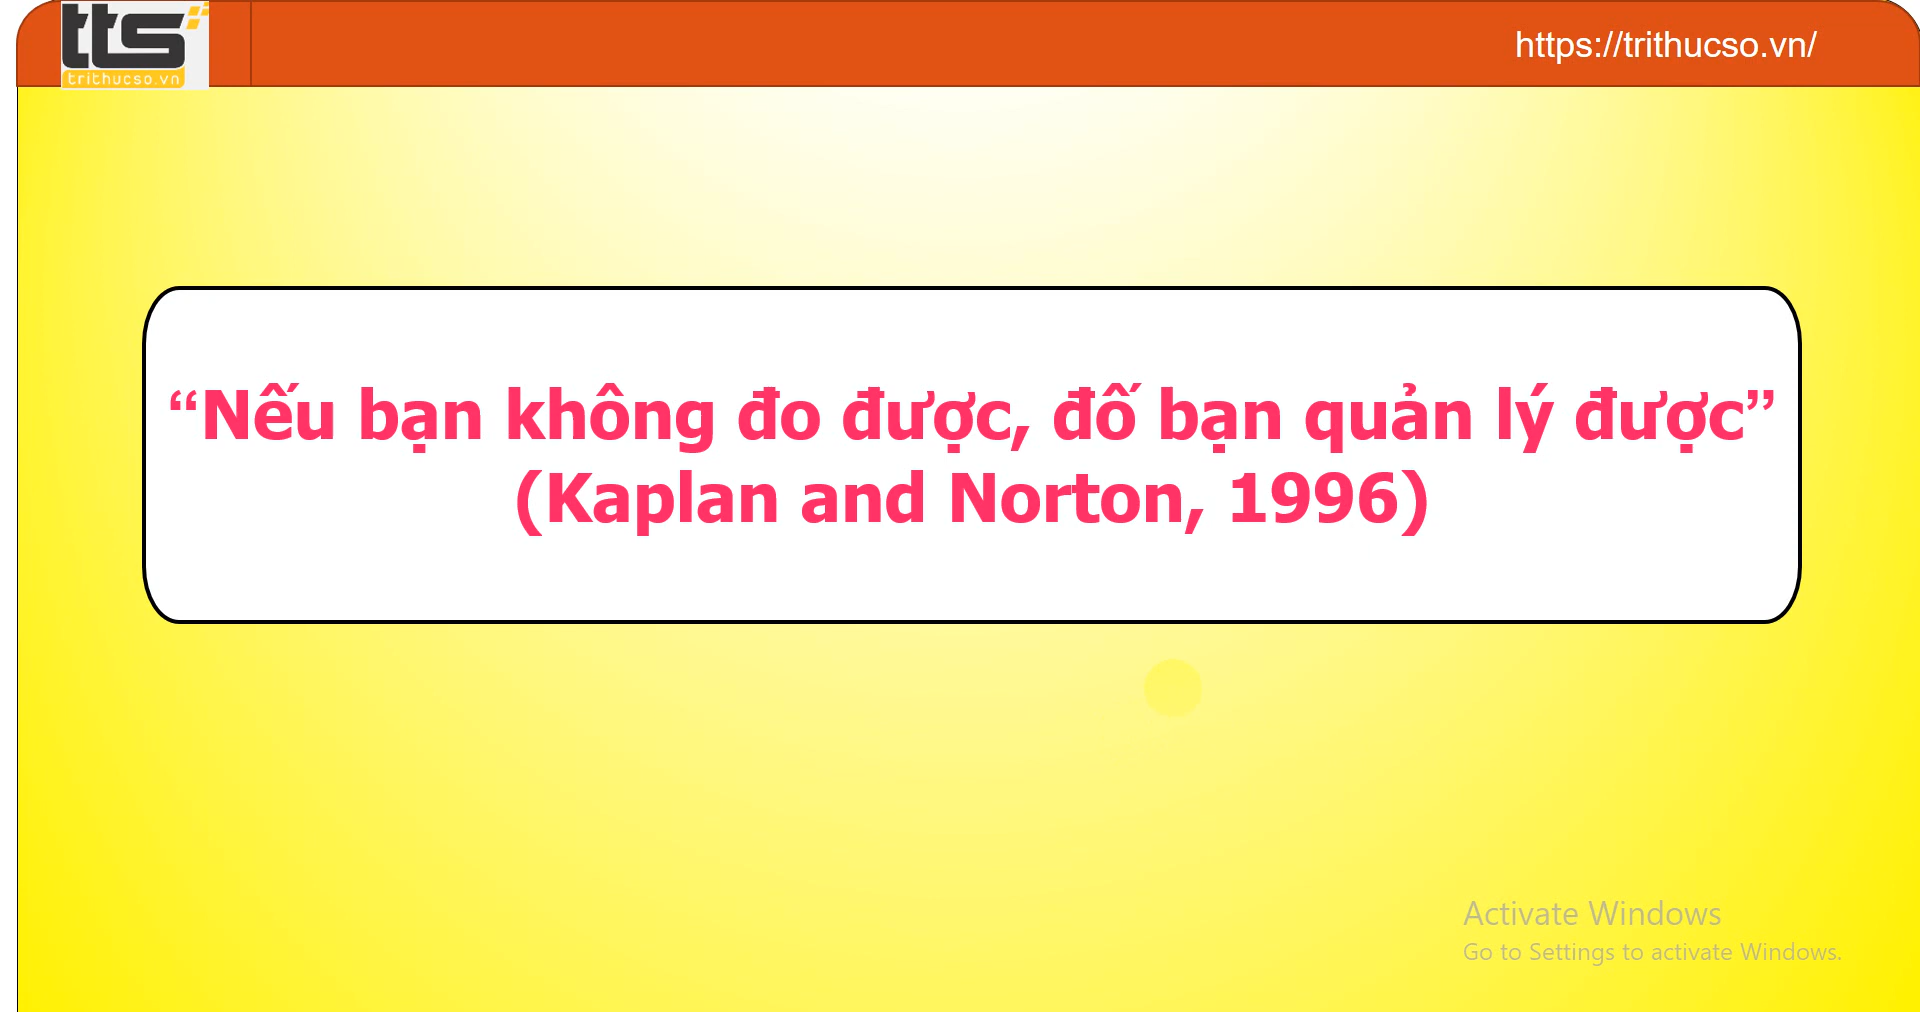 tts
trithucso.vn
https://trithucso.vn/
“Nếu bạn không đo được, đố bạn quản lý được”
(Kaplan and Norton, 1996)
Activate Windows
Go to Settings to activate Windows.